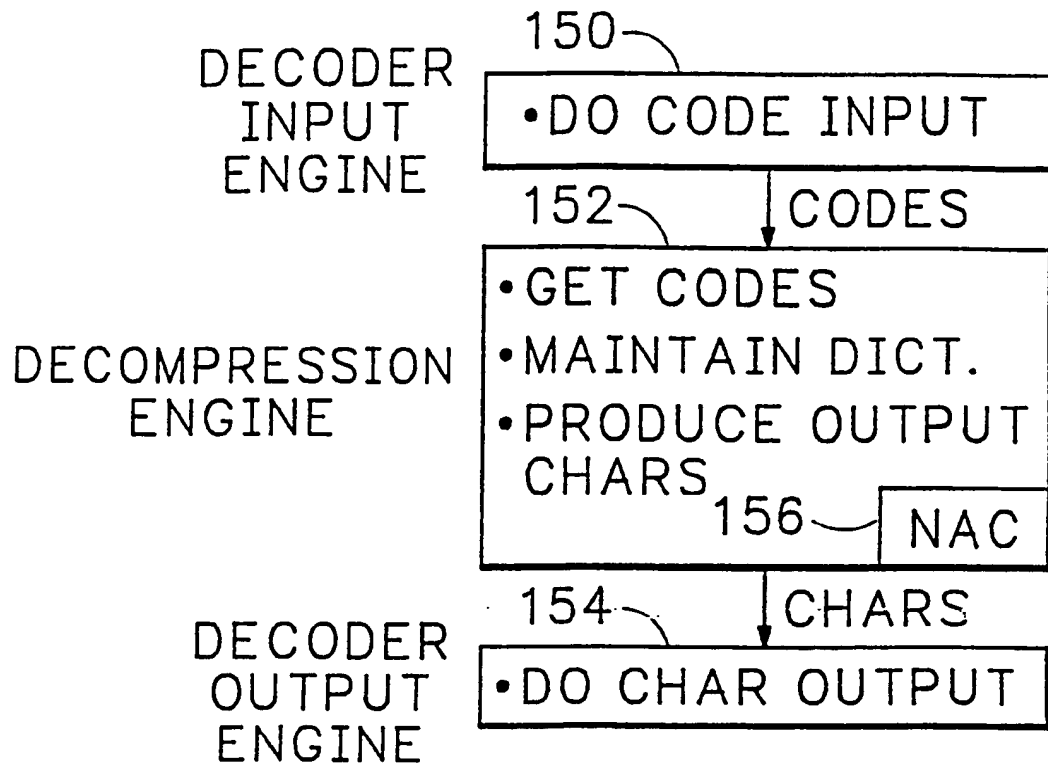 150
DECODER
INPUT
ENGINE
•DO CODE INPUT
152
CODES
DECOMPRESSION
ENGINE
•GET CODES
•MAINTAIN DICT.
•PRODUCE OUTPUT
CHARS
156
NAC
154
CHARS
DECODER
OUTPUT
ENGINE
•DO CHAR OUTPUT